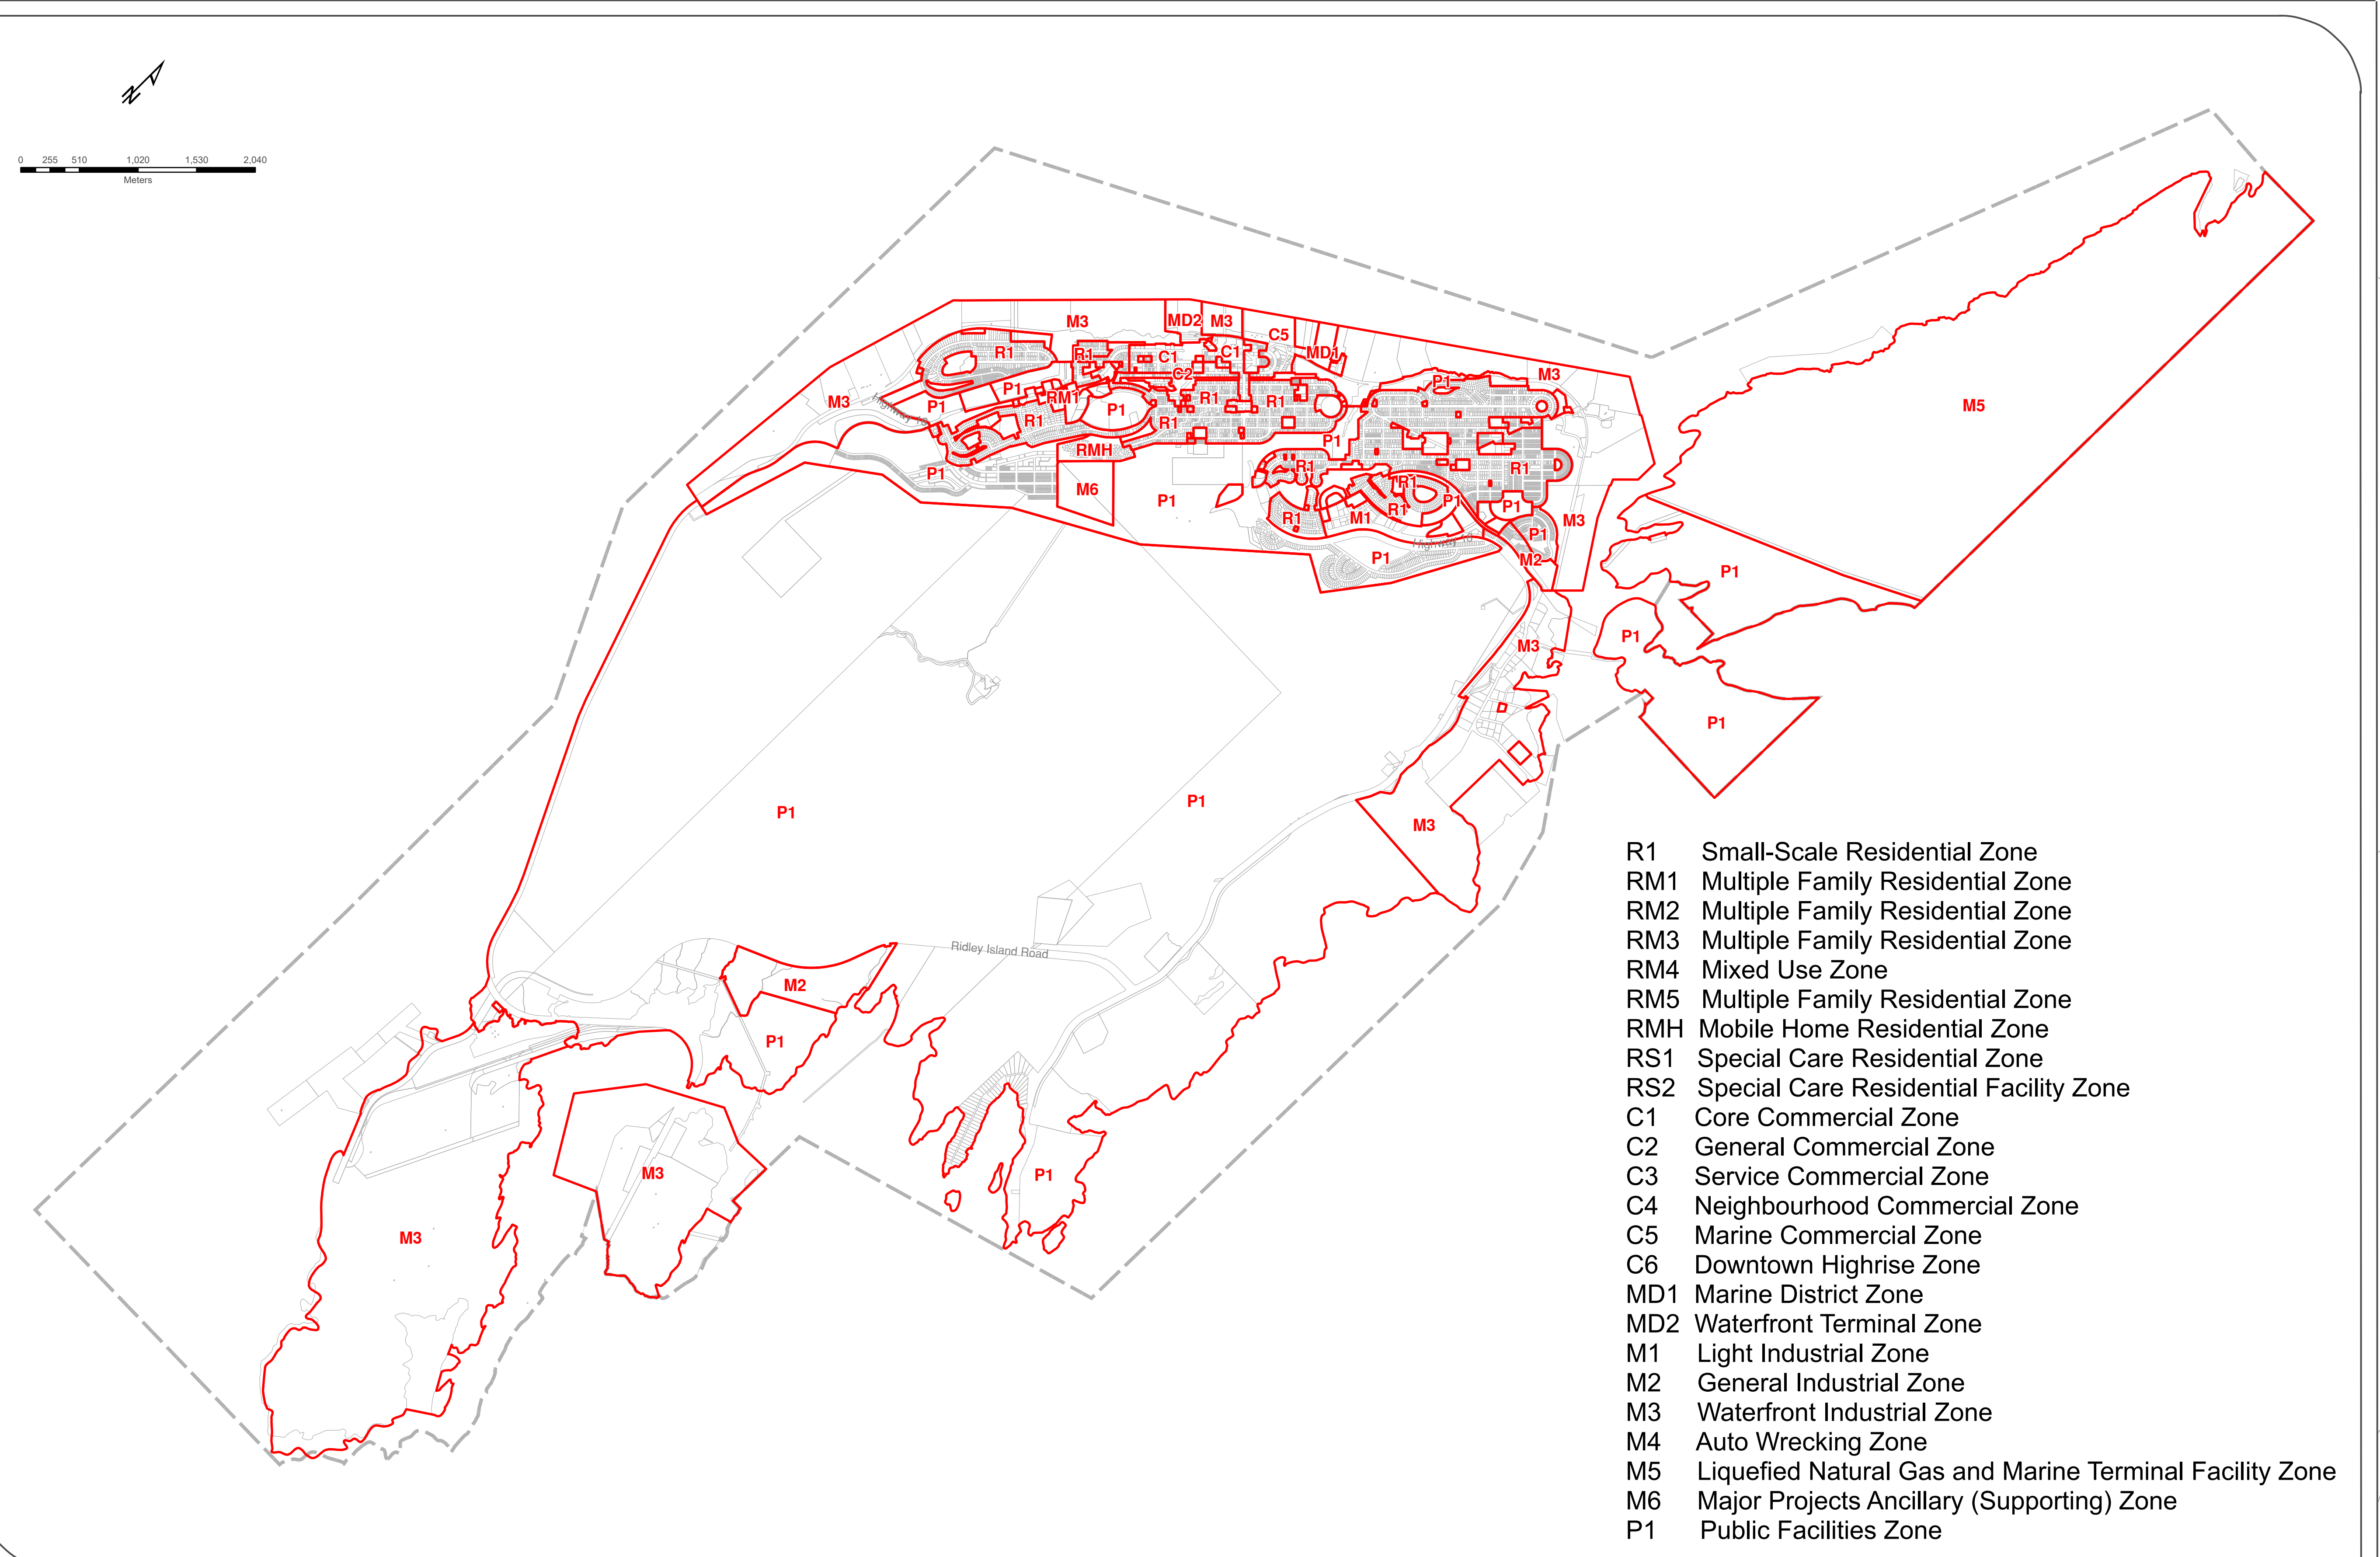 N
0 255 510 1,020 1,530 2,040
Meters
M3 MD2 M3 C5
R1 R1 C1 C1 MD1
C2
M3
P1
P1 RM1 P1
M3 Highway 16 P1 R1 R1 R1
R1
P1
RMH
P1 M6 P1
R1 R1 R1
P1
R1 M1 R1 P1
M3
Highway 16 P1
P1 M2
M5
P1
M3 P1
P1
P1 P1
M3
Ridley Island Road
M2
P1
M3 P1
M3
R1 Small-Scale Residential Zone
RM1 Multiple Family Residential Zone
RM2 Multiple Family Residential Zone
RM3 Multiple Family Residential Zone
RM4 Mixed Use Zone
RM5 Multiple Family Residential Zone
RMH Mobile Home Residential Zone
RS1 Special Care Residential Zone
RS2 Special Care Residential Facility Zone
C1 Core Commercial Zone
C2 General Commercial Zone
C3 Service Commercial Zone
C4 Neighbourhood Commercial Zone
C5 Marine Commercial Zone
C6 Downtown Highrise Zone
MD1 Marine District Zone
MD2 Waterfront Terminal Zone
M1 Light Industrial Zone
M2 General Industrial Zone
M3 Waterfront Industrial Zone
M4 Auto Wrecking Zone
M5 Liquefied Natural Gas and Marine Terminal Facility Zone
M6 Major Projects Ancillary (Supporting) Zone
P1 Public Facilities Zone